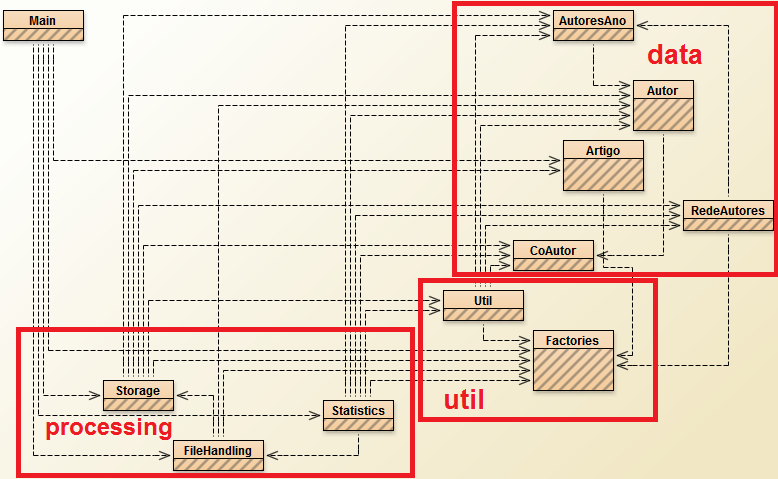 Main
AutoresAno
data
Autor
Artigo
RedeAutores
CoAutor
Util
Factories
Storage
util
Statistics
processing
FileHandling